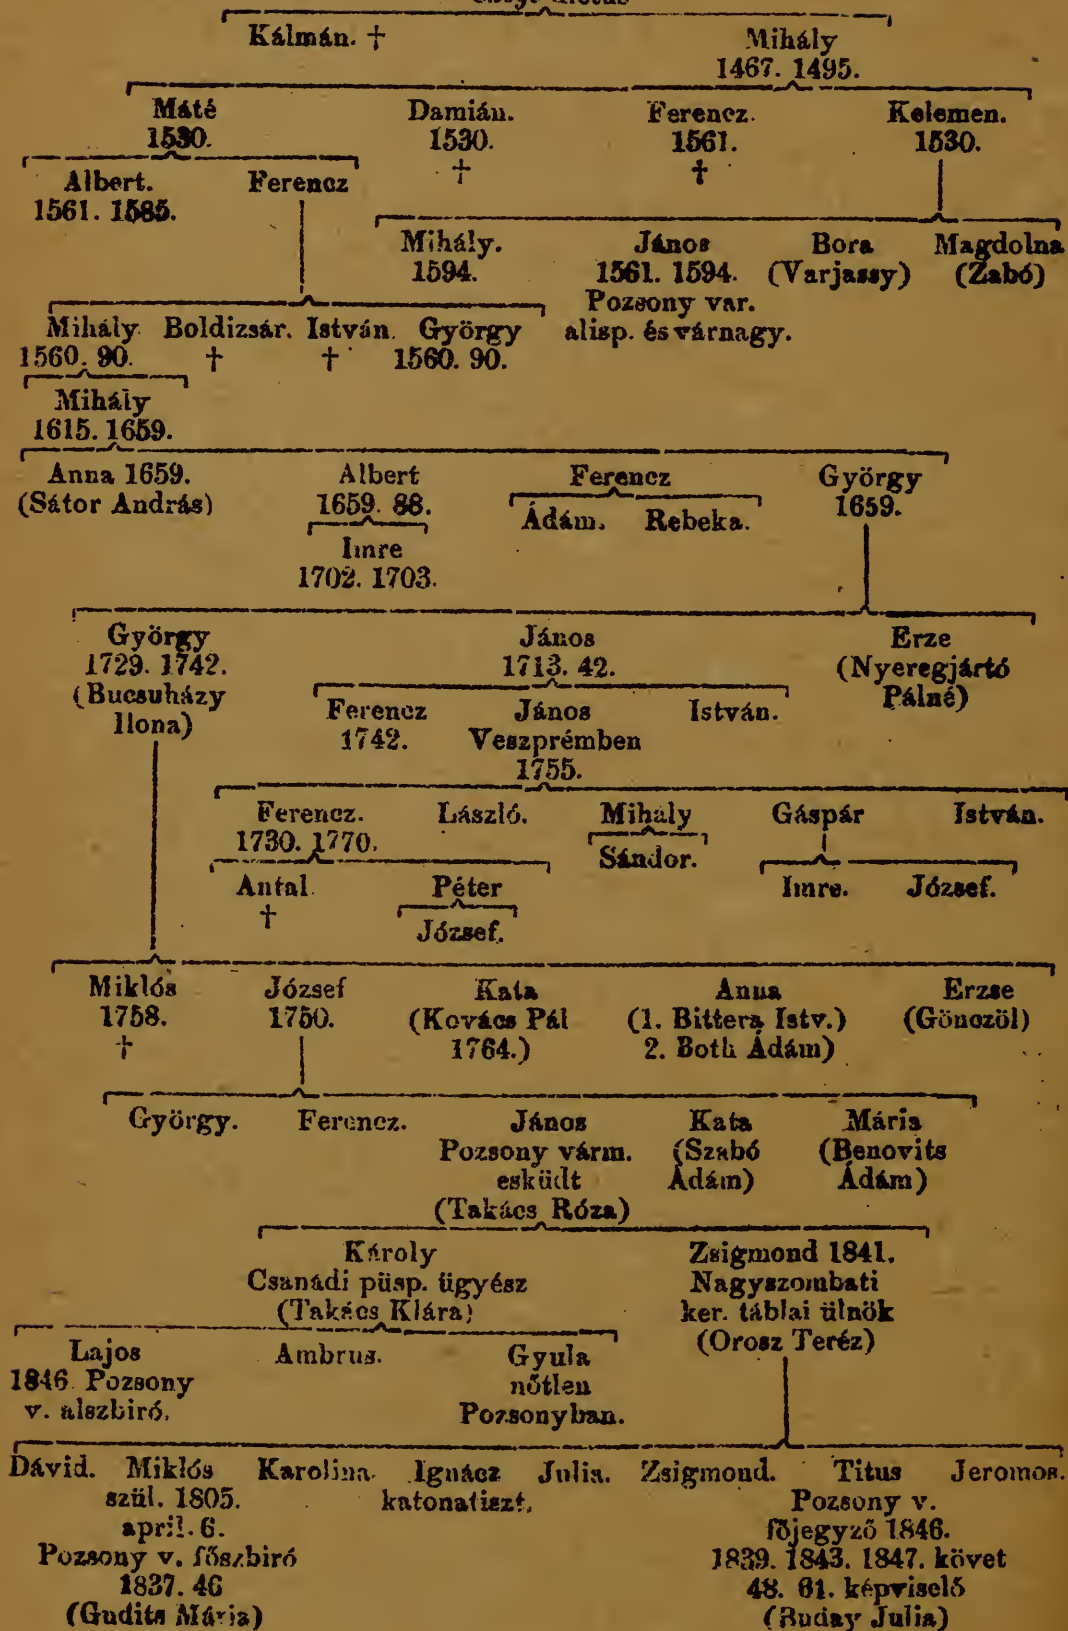 Kálmán. † Mihály
1467. 1495.
Máté Damián. Ferencz. Kelemen.
1530. 1530. 1561. 1530.
† †
Albert. Ferencz
1561. 1585.
Mihály. János Bora Magdolna
1594. 1561. 1594. (Varjassy) (Zabó)
Pozsony var.
alisp. és várnagy.
Mihály Boldizsár. István. György
1560. 90. † † 1560. 90.
Mihály
1615. 1659.
Anna 1659. Albert Ferencz György
(Sátor András) 1659. 88. 1659.
Ádám. Rebeka.
Imre
1702. 1703.
György János Erze
1729. 1742. 1713. 42. (Nyeregjártó
(Bucsuházy Pálné)
Ilona)
Ferencz János István.
1742. Veszprémben
1755.
Ferencz. László. Mihály Gáspár István.
1730. 1770.
Sándor.
Antal Péter Imre. József.
†
József.
Miklós József Kata Anna Erzse
1758. 1750. (Kovács Pál (1. Bittera Istv.) (Gönczöl)
† 1764.) 2. Both Ádám)
György. Ferencz. János Kata Mária
Pozsony várm. (Szabó (Benovits
esküdt Ádám) Ádám)
(Takács Róza)
Károly Zsigmond 1841.
Csanádi püsp. ügyész Nagyszombati
(Takács Klára) ker. táblai ülnök
(Orosz Teréz)
Lajos Ambrus. Gyula
1846. Pozsony nőtlen
v. alszbiró. Pozsonyban.
Dávid. Miklós Karolina. Ignácz Julia. Zsigmond. Titus Jeromos.
szül. 1805. katonatiszt. Pozsony v.
april. 6. főjegyző 1846.
Pozsony v. főszbiró 1839. 1843. 1847. követ
1837. 46 48. 61. képviselő
(Gudits Mária) (Buday Julia)